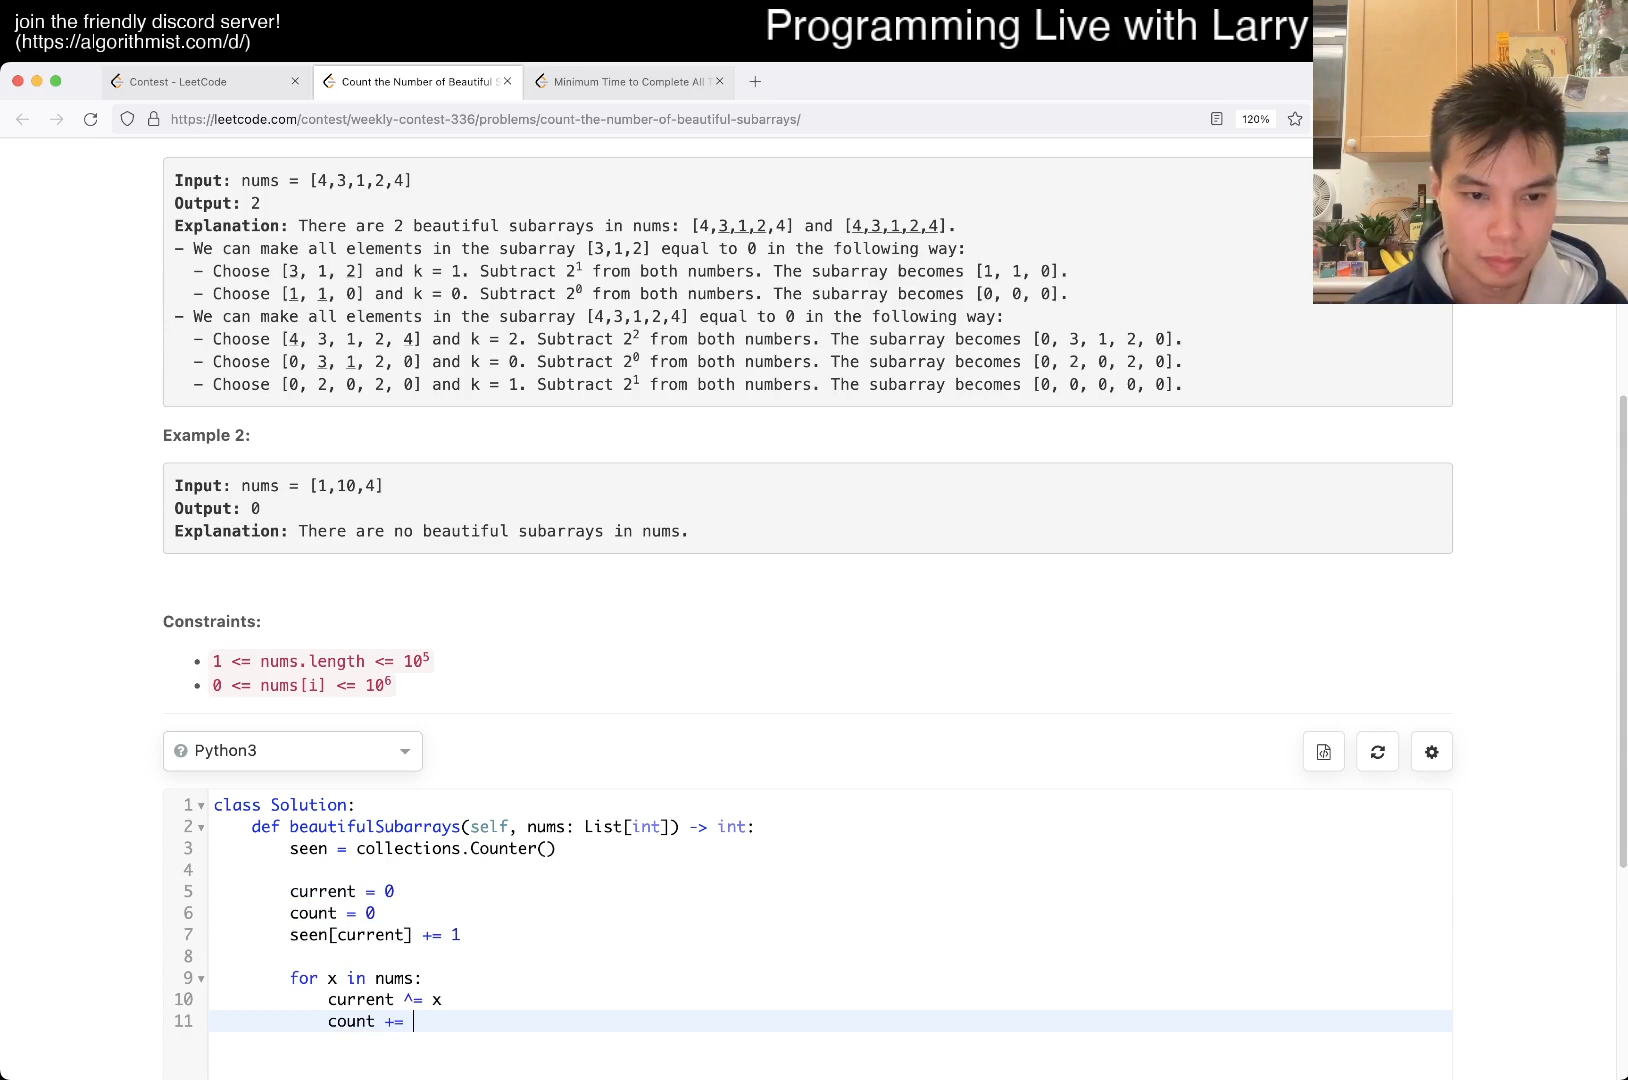 join the friendly discord server!
(https://algorithmist.com/d/)
Programming Live with Larry
Contest - LeetCode
Count the Number of Beautiful S
Minimum Time to Complete All T
https://leetcode.com/contest/weekly-contest-336/problems/count-the-number-of-beautiful-subarrays/
120%
Input: nums = [4,3,1,2,4]
Output: 2
Explanation: There are 2 beautiful subarrays in nums: [4,3,1,2,4] and [4,3,1,2,4].
− We can make all elements in the subarray [3,1,2] equal to 0 in the following way:
− Choose [3, 1, 2] and k = 1. Subtract 2¹ from both numbers. The subarray becomes [1, 1, 0].
− Choose [1, 1, 0] and k = 0. Subtract 2⁰ from both numbers. The subarray becomes [0, 0, 0].
− We can make all elements in the subarray [4,3,1,2,4] equal to 0 in the following way:
− Choose [4, 3, 1, 2, 4] and k = 2. Subtract 2² from both numbers. The subarray becomes [0, 3, 1, 2, 0].
− Choose [0, 3, 1, 2, 0] and k = 0. Subtract 2⁰ from both numbers. The subarray becomes [0, 2, 0, 2, 0].
− Choose [0, 2, 0, 2, 0] and k = 1. Subtract 2¹ from both numbers. The subarray becomes [0, 0, 0, 0, 0].
Example 2:
Input: nums = [1,10,4]
Output: 0
Explanation: There are no beautiful subarrays in nums.
Constraints:
• 1 <= nums.length <= 10⁵
• 0 <= nums[i] <= 10⁶
Python3
1 class Solution:
2 def beautifulSubarrays(self, nums: List[int]) -> int:
3 seen = collections.Counter()
4
5 current = 0
6 count = 0
7 seen[current] += 1
8
9 for x in nums:
10 current ^= x
11 count +=